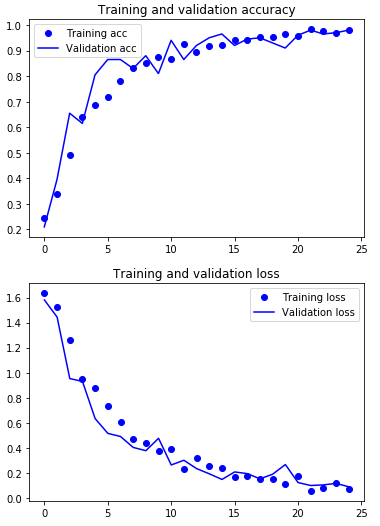 Training and validation accuracy
1.0
0.9
0.8
0.7
0.6
0.5
0.4
0.3
0.2
Training acc
Validation acc
0 5 10 15 20 25
Training and validation loss
1.6
1.4
1.2
1.0
0.8
0.6
0.4
0.2
0.0
Training loss
Validation loss
0 5 10 15 20 25